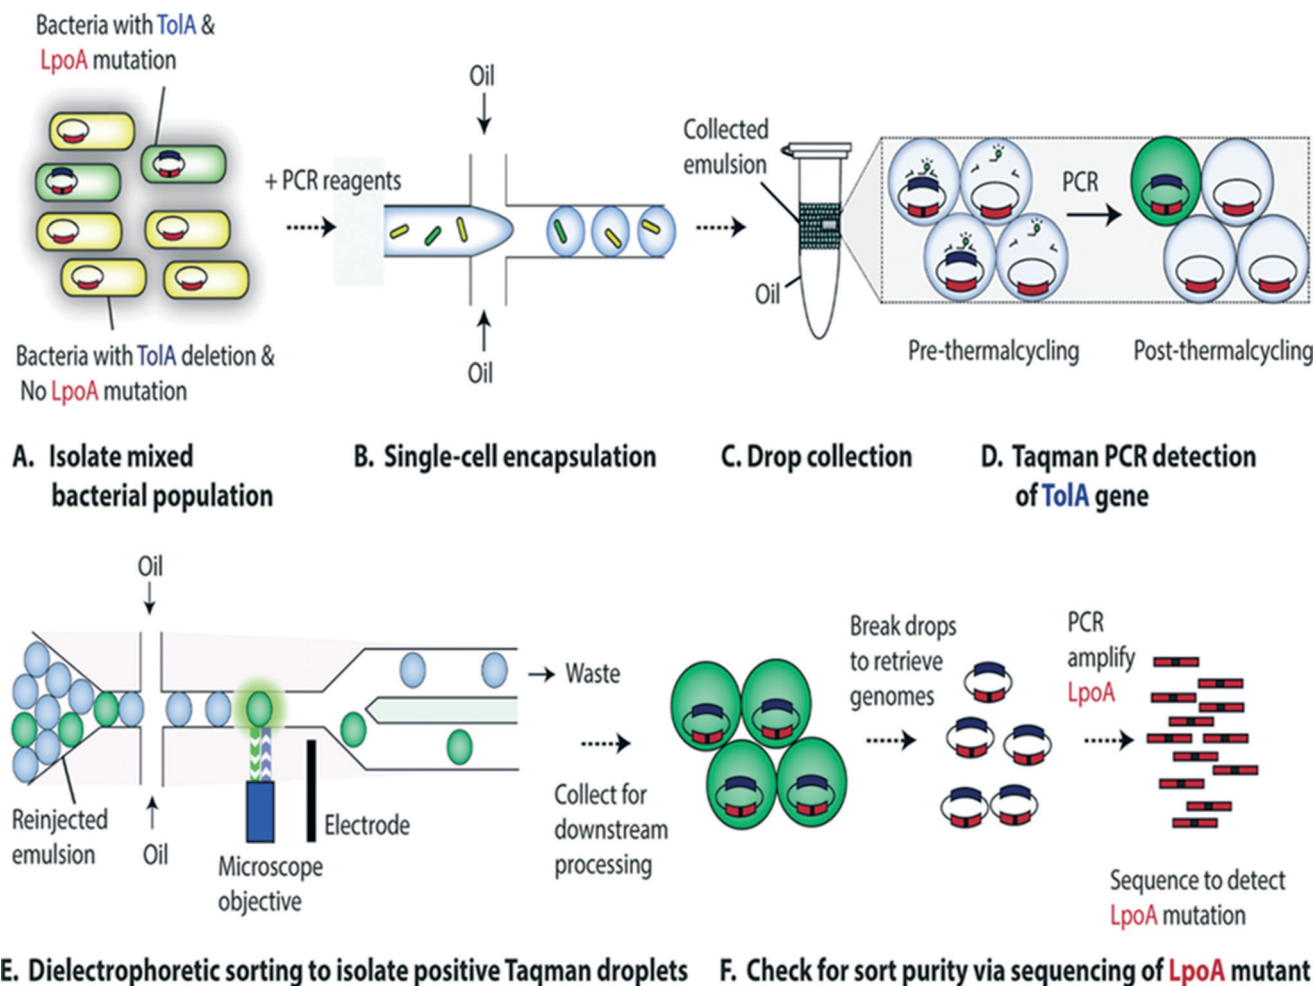 Bacteria with TolA &
LpoA mutation
Oil
+ PCR reagents
Oil
Bacteria with TolA deletion &
No LpoA mutation
Collected
emulsion
Oil
PCR
Pre-thermalcycling
Post-thermalcycling
A. Isolate mixed
bacterial population
B. Single-cell encapsulation
C. Drop collection
D. Taqman PCR detection
of TolA gene
Oil
Reinjected
emulsion
Oil
Microscope
objective
Electrode
Waste
Collect for
downstream
processing
Break drops
to retrieve
genomes
PCR
amplify
LpoA
Sequence to detect
LpoA mutation
E. Dielectrophoretic sorting to isolate positive Taqman droplets
F. Check for sort purity via sequencing of LpoA mutant